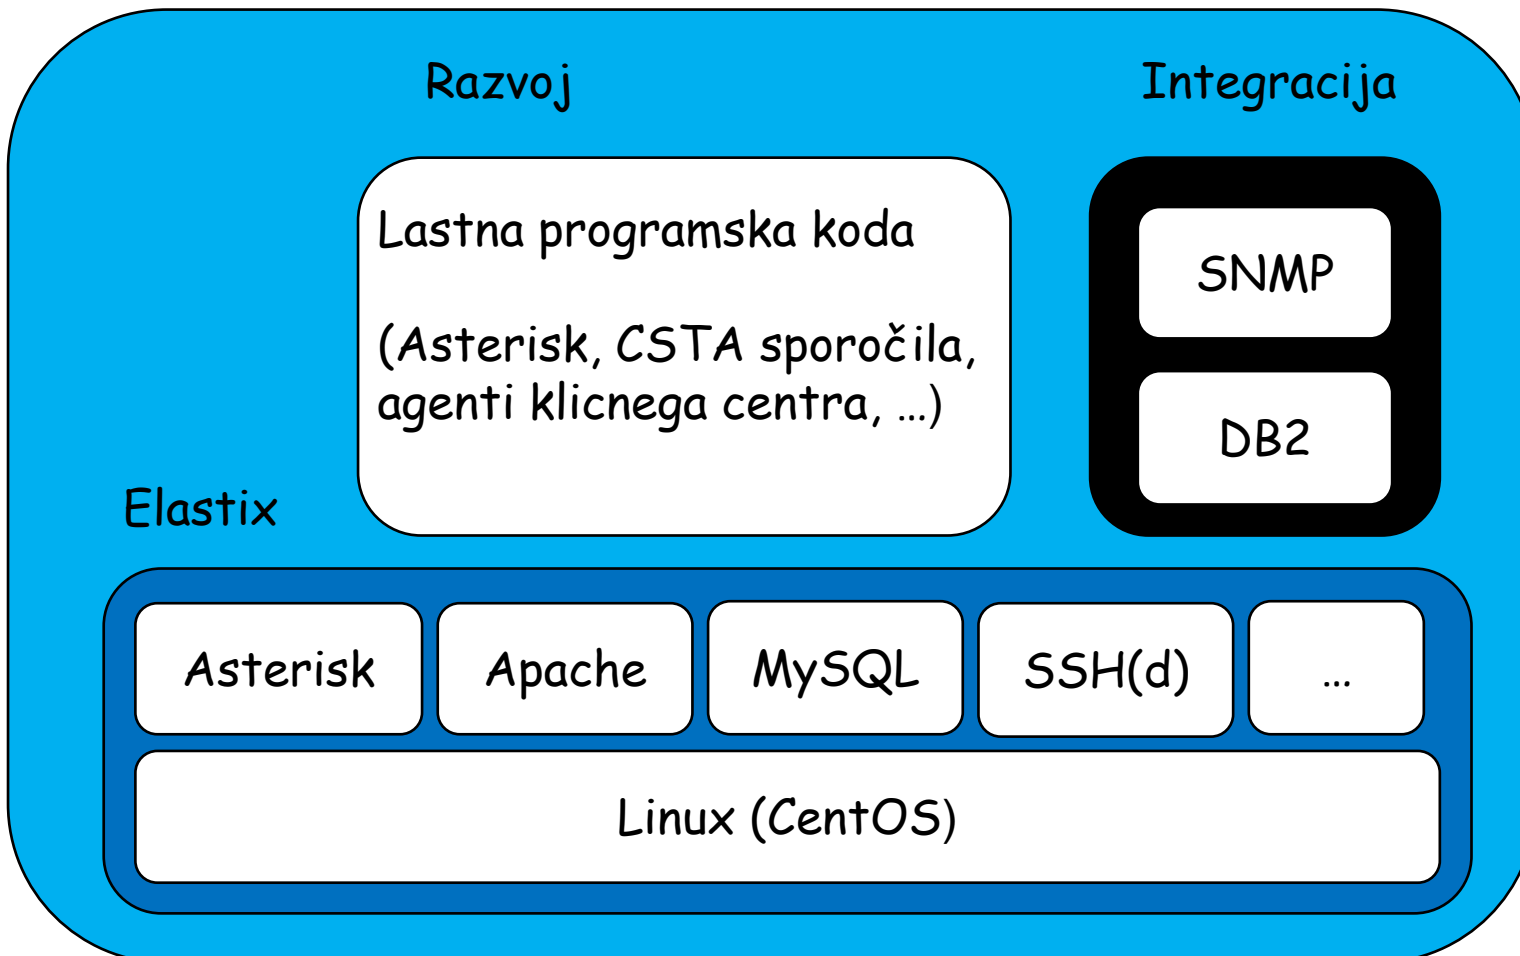 Razvoj
Integracija
Lastna programska koda
(Asterisk, CSTA sporočila,
agenti klicnega centra, ...)
SNMP
DB2
Elastix
Asterisk
Apache
MySQL
SSH(d)
...
Linux (CentOS)